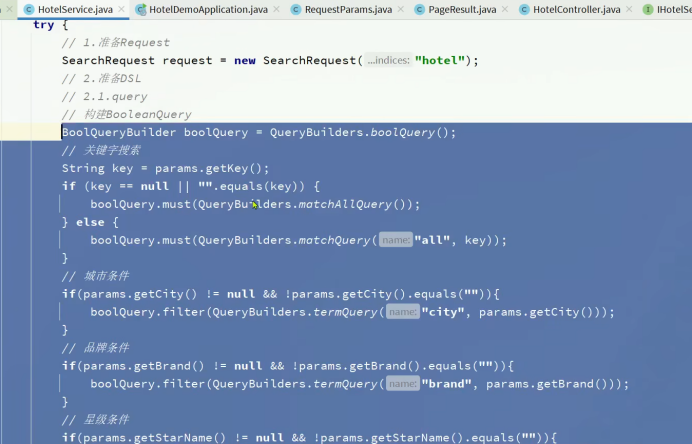 HotelService.java × HotelDemoApplication.java × RequestParams.java × PageResult.java × HotelController.java × IHotelSe
try {
// 1.准备Request
SearchRequest request = new SearchRequest( ...indices: "hotel");
// 2.准备DSL
// 2.1.query
// 构建BooleanQuery
BoolQueryBuilder boolQuery = QueryBuilders.boolQuery();
// 关键字搜索
String key = params.getKey();
if (key == null || "".equals(key)) {
boolQuery.must(QueryBuilders.matchAllQuery());
} else {
boolQuery.must(QueryBuilders.matchQuery( name: "all", key));
}
// 城市条件
if(params.getCity() != null && !params.getCity().equals("")){
boolQuery.filter(QueryBuilders.termQuery( name: "city", params.getCity()));
}
// 品牌条件
if(params.getBrand() != null && !params.getBrand().equals("")){
boolQuery.filter(QueryBuilders.termQuery( name: "brand", params.getBrand()));
}
// 星级条件
if(params.getStarName() != null && !params.getStarName().equals("")){